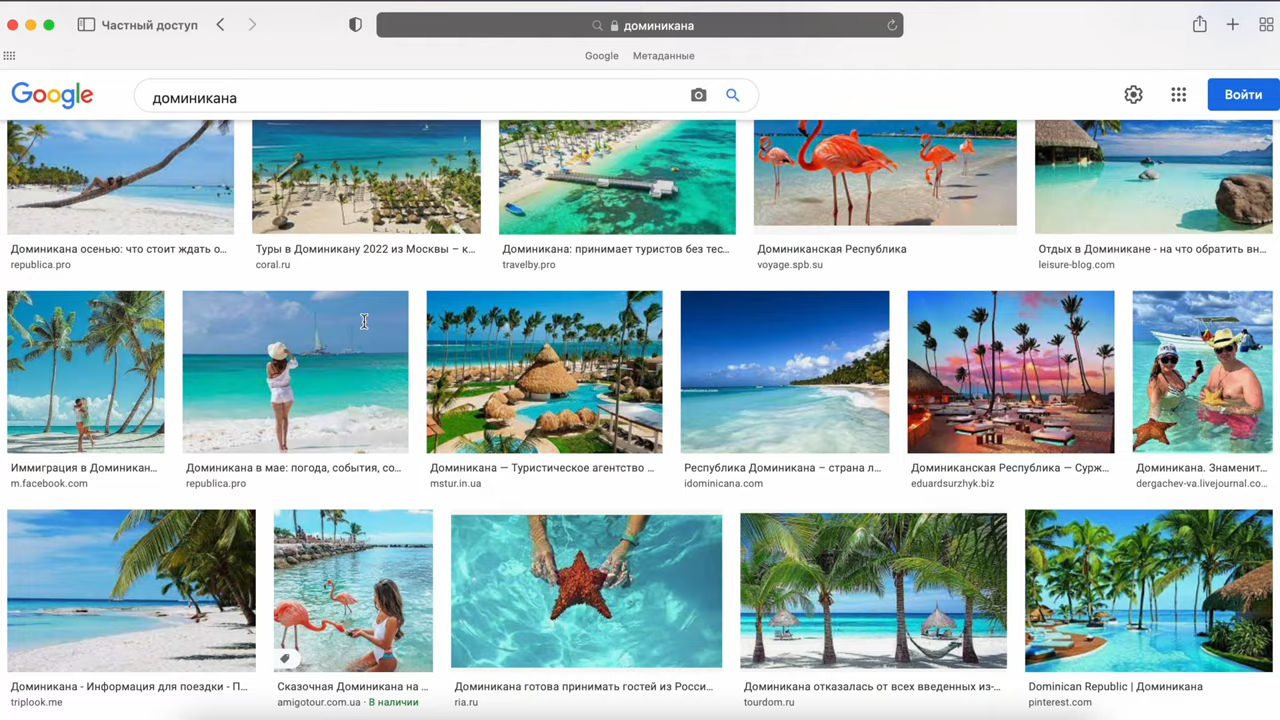 Частный доступ
доминикана
Google Метаданные
Google
доминикана
Войти
Доминикана осенью: что стоит ждать о...
republica.pro
Туры в Доминикану 2022 из Москвы – к...
coral.ru
Доминикана: принимает туристов без тес...
travelby.pro
Доминиканская Республика
voyage.spb.su
Отдых в Доминикане - на что обратить вн...
leisure-blog.com
Иммиграция в Доминикан...
m.facebook.com
Доминикана в мае: погода, события, со...
republica.pro
Доминикана — Туристическое агентство ...
mstur.in.ua
Республика Доминикана – страна л...
idominicana.com
Доминиканская Республика — Сурж...
eduardsurzhyk.biz
Доминикана. Знаменит...
dergachev-va.livejournal.co...
Доминикана - Информация для поездки - П...
triplook.me
Сказочная Доминикана на ...
amigotour.com.ua · В наличии
Доминикана готова принимать гостей из Росси...
ria.ru
Доминикана отказалась от всех введенных из-...
tourdom.ru
Dominican Republic | Доминикана
pinterest.com